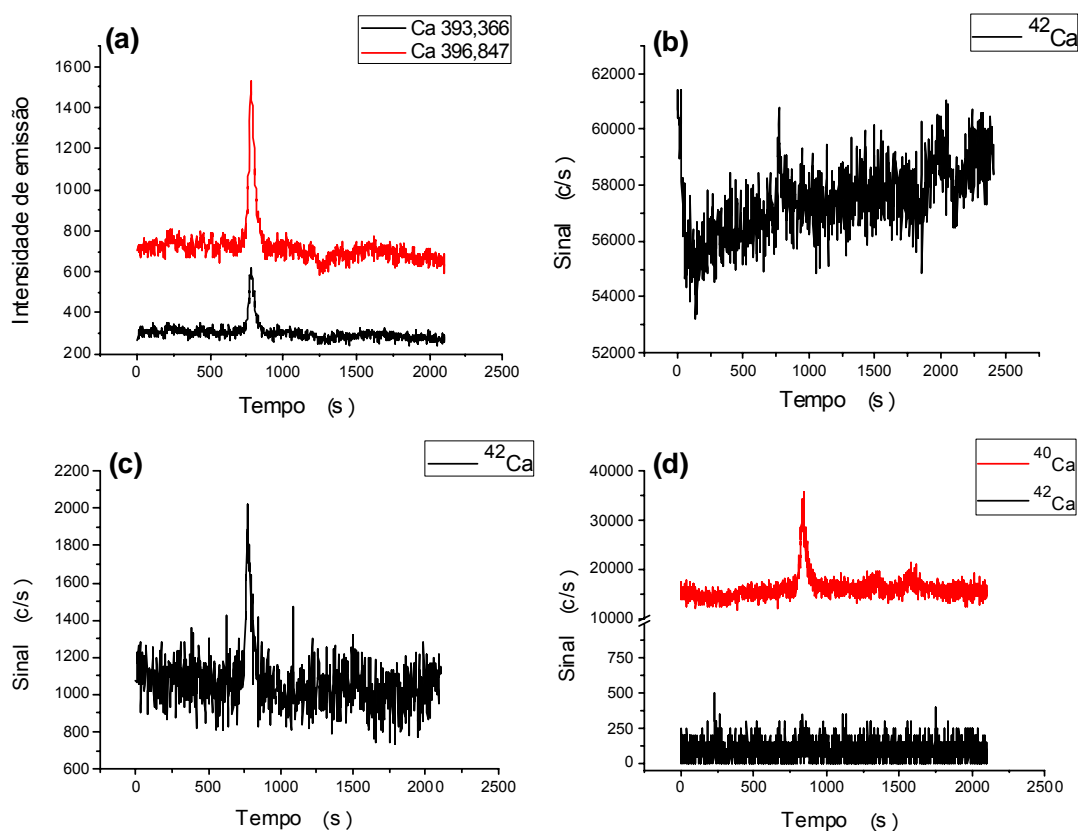 (a)
Ca 393,366
Ca 396,847
Intensidade de emissão
1600
1400
1200
1000
800
600
400
200
0 500 1000 1500 2000 2500
Tempo (s)
(b)
⁴²Ca
Sinal (c/s)
62000
60000
58000
56000
54000
52000
0 500 1000 1500 2000 2500
Tempo (s)
(c)
⁴²Ca
Sinal (c/s)
2200
2000
1800
1600
1400
1200
1000
800
600
0 500 1000 1500 2000 2500
Tempo (s)
(d)
⁴⁰Ca
⁴²Ca
Sinal (c/s)
40000
30000
20000
10000
750
500
250
0
0 500 1000 1500 2000 2500
Tempo (s)